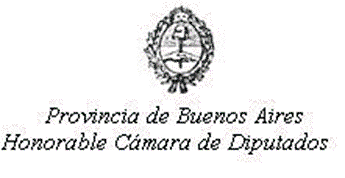 Provincia de Buenos Aires
Honorable Cámara de Diputados